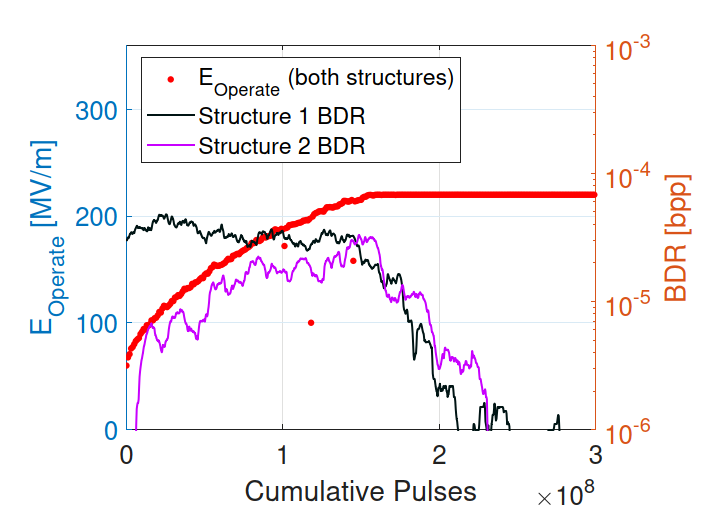 E_Operate (both structures)
Structure 1 BDR
Structure 2 BDR
E_Operate [MV/m]
300
200
100
0
10^-3
10^-4
10^-5
10^-6
BDR [bpp]
0 1 2 3
Cumulative Pulses
×10^8